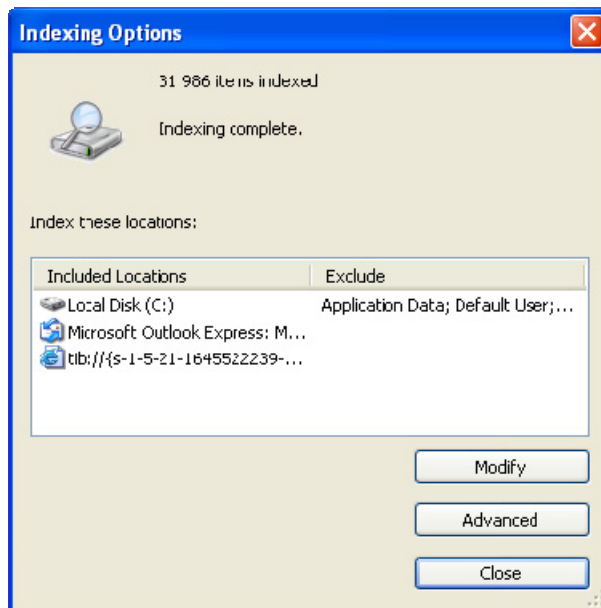 Indexing Options
31 986 items indexed
Indexing complete.
Index these locations:
Included Locations Exclude
Local Disk (C:) Application Data; Default User;...
Microsoft Outlook Express: M...
tib://{s-1-5-21-1645522239-...
Modify
Advanced
Close